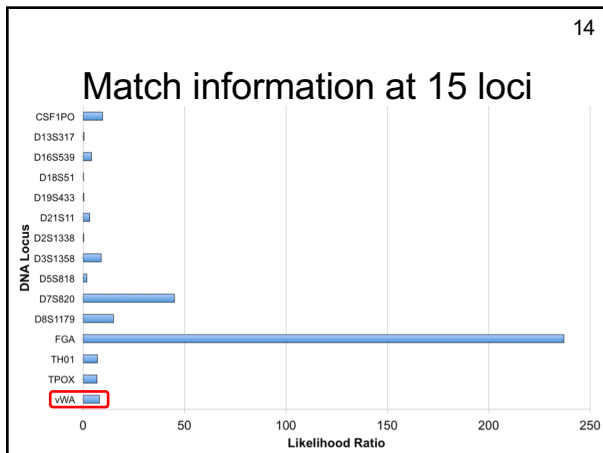 14
Match information at 15 loci
DNA Locus
CSF1PO
D13S317
D16S539
D18S51
D19S433
D21S11
D2S1338
D3S1358
D5S818
D7S820
D8S1179
FGA
TH01
TPOX
vWA
0 50 100 150 200 250
Likelihood Ratio